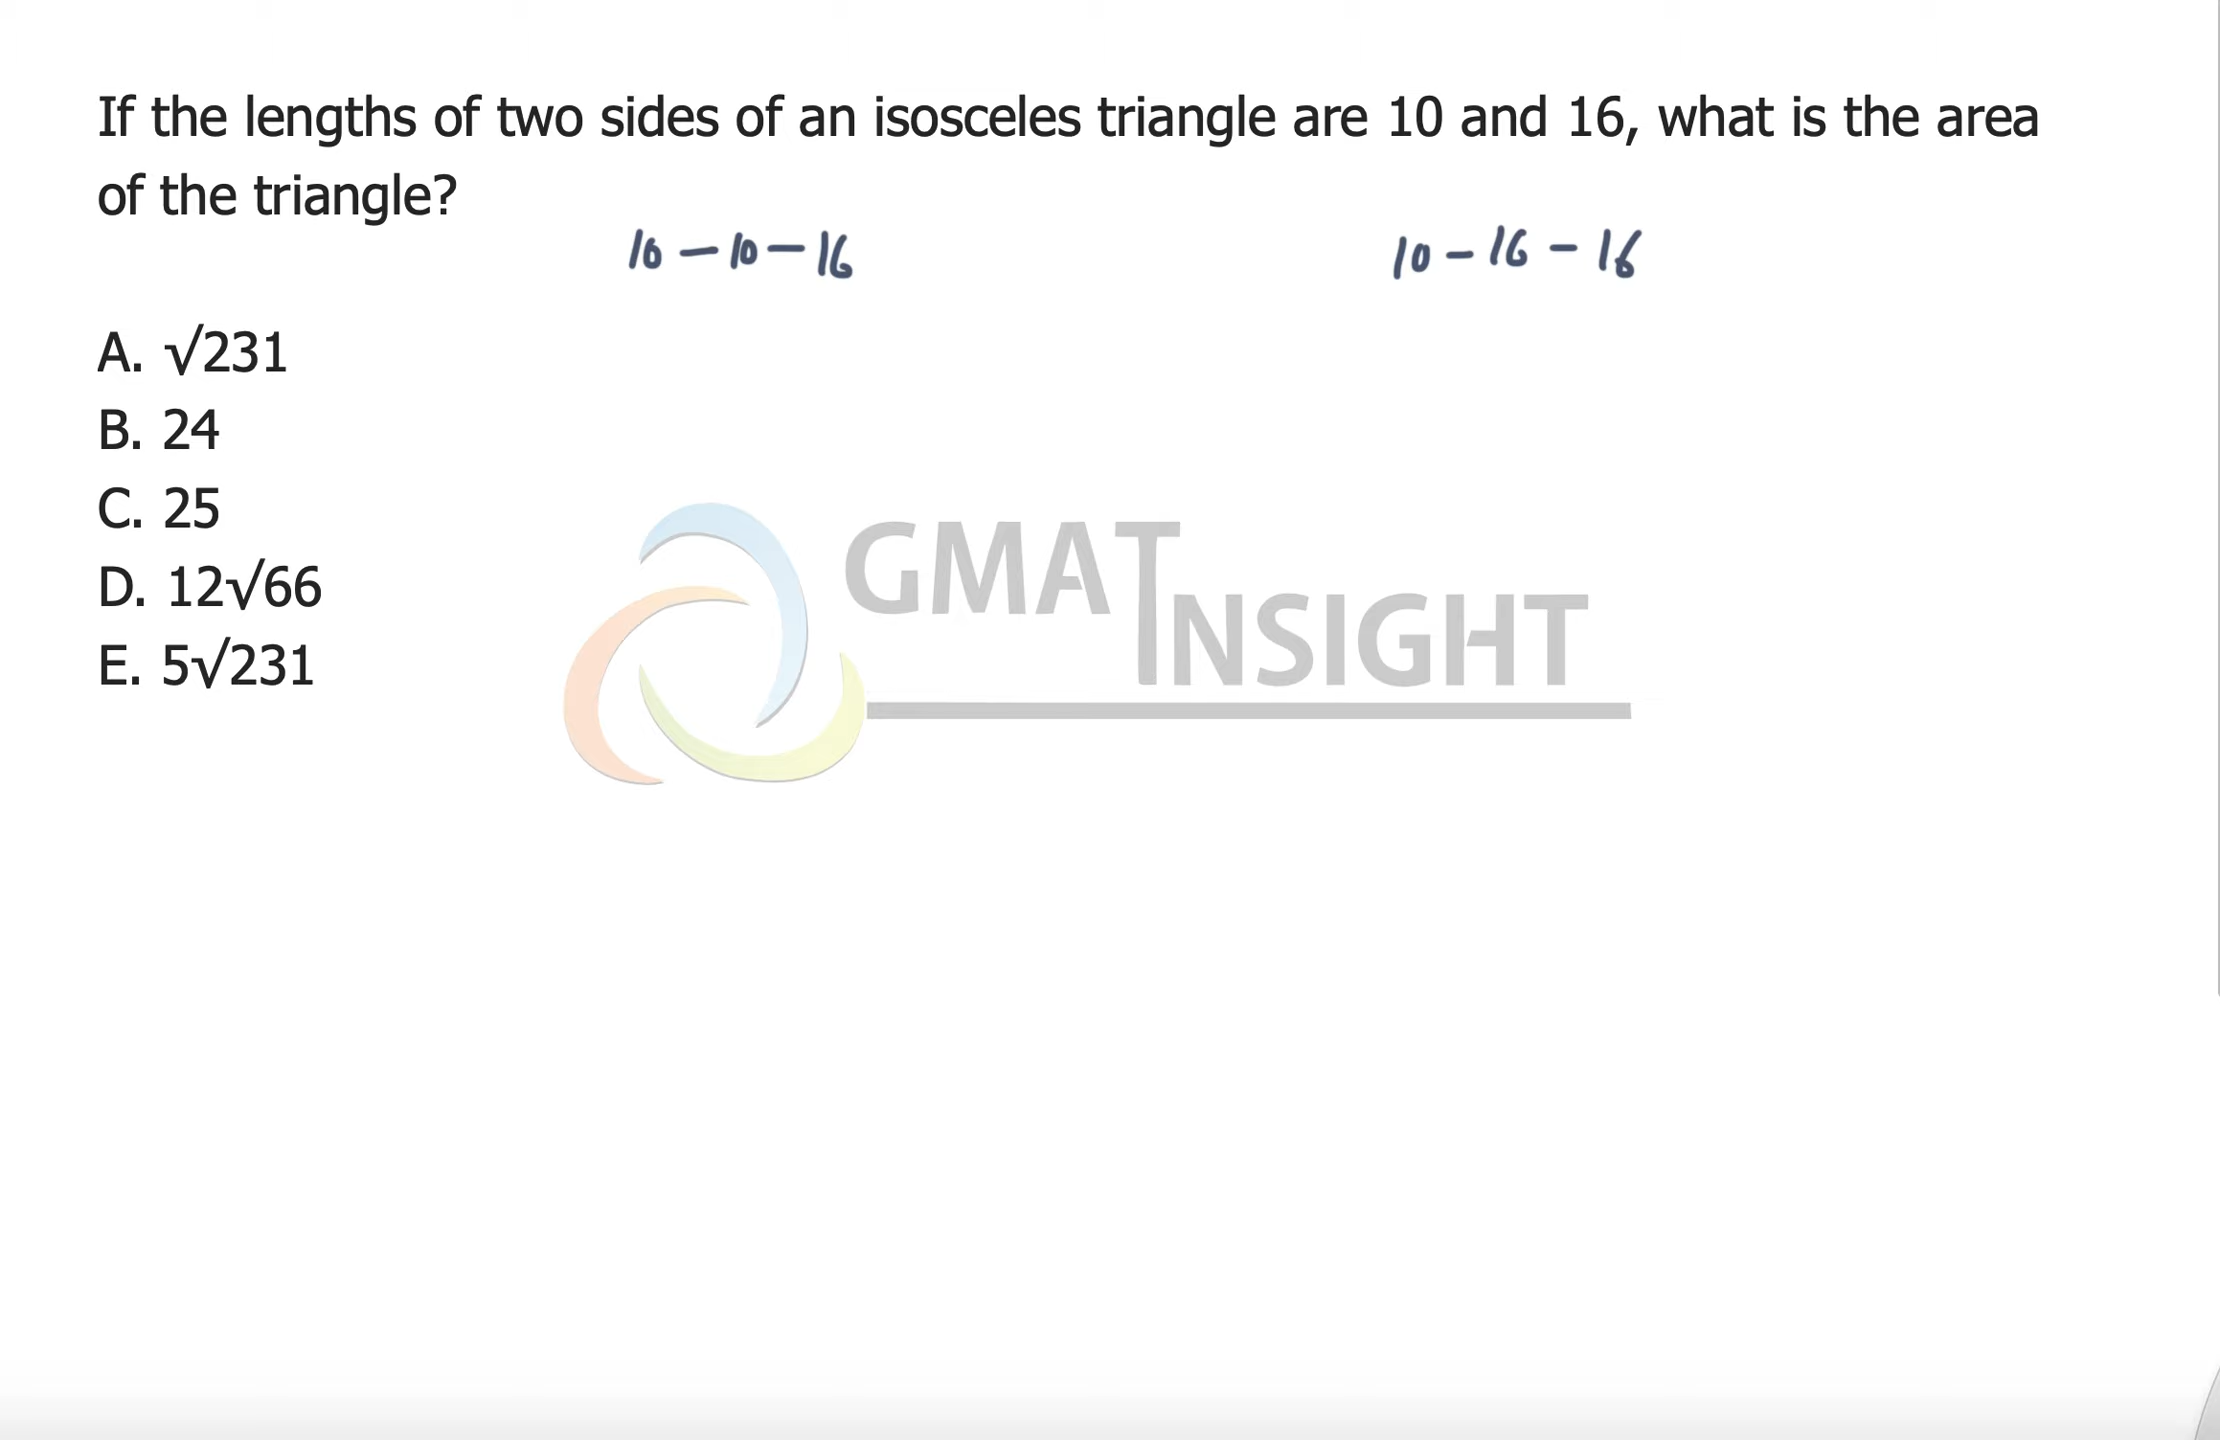 If the lengths of two sides of an isosceles triangle are 10 and 16, what is the area
of the triangle?
10 – 10 – 16
10 – 16 – 16
A. √231
B. 24
C. 25
D. 12√66
E. 5√231
GMAT INSIGHT